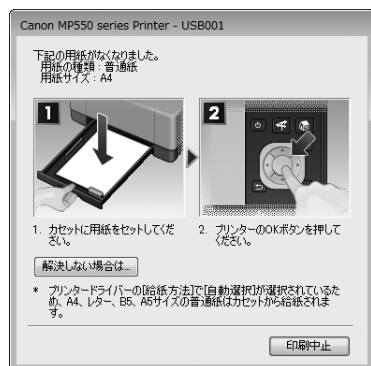 Canon MP550 series Printer - USB001
下記の用紙がなくなりました。
用紙の種類：普通紙
用紙サイズ：A4
1
2
1. カセットに用紙をセットしてくだ
さい。
2. プリンターのOKボタンを押して
ください。
解決しない場合は...
* プリンタードライバーの[給紙方法]で[自動選択]が選択されているた
め、A4、レター、B5、A5サイズの普通紙はカセットから給紙されま
す。
印刷中止